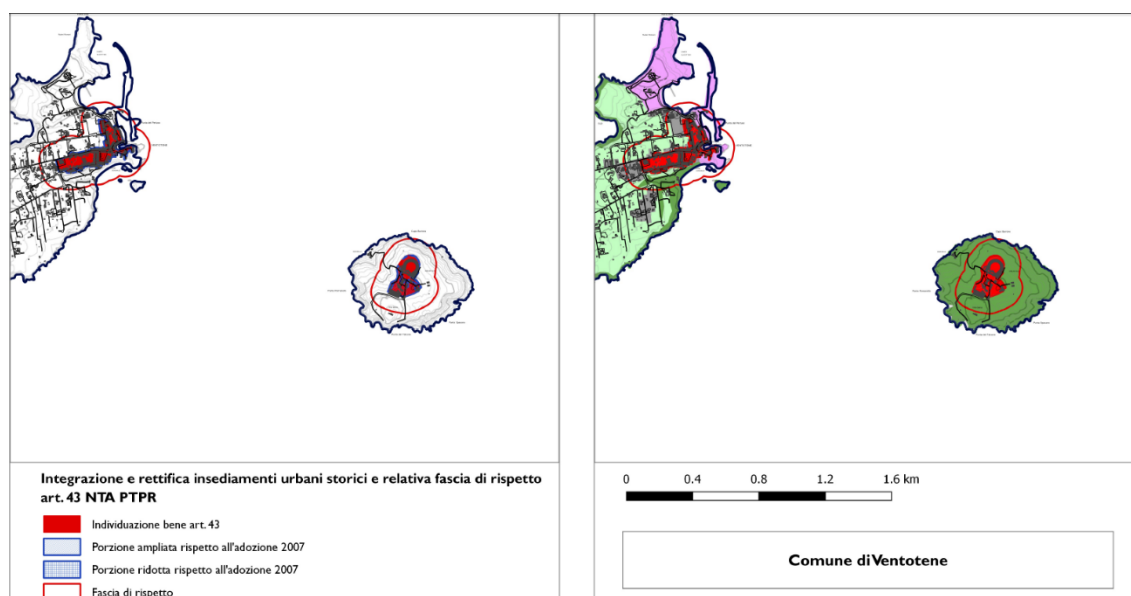 Integrazione e rettifica insediamenti urbani storici e relativa fascia di rispetto
art. 43 NTA PTPR
Individuazione bene art. 43
Porzione ampliata rispetto all'adozione 2007
Porzione ridotta rispetto all'adozione 2007
Fascia di rispetto
0 0.4 0.8 1.2 1.6 km
Comune di Ventotene